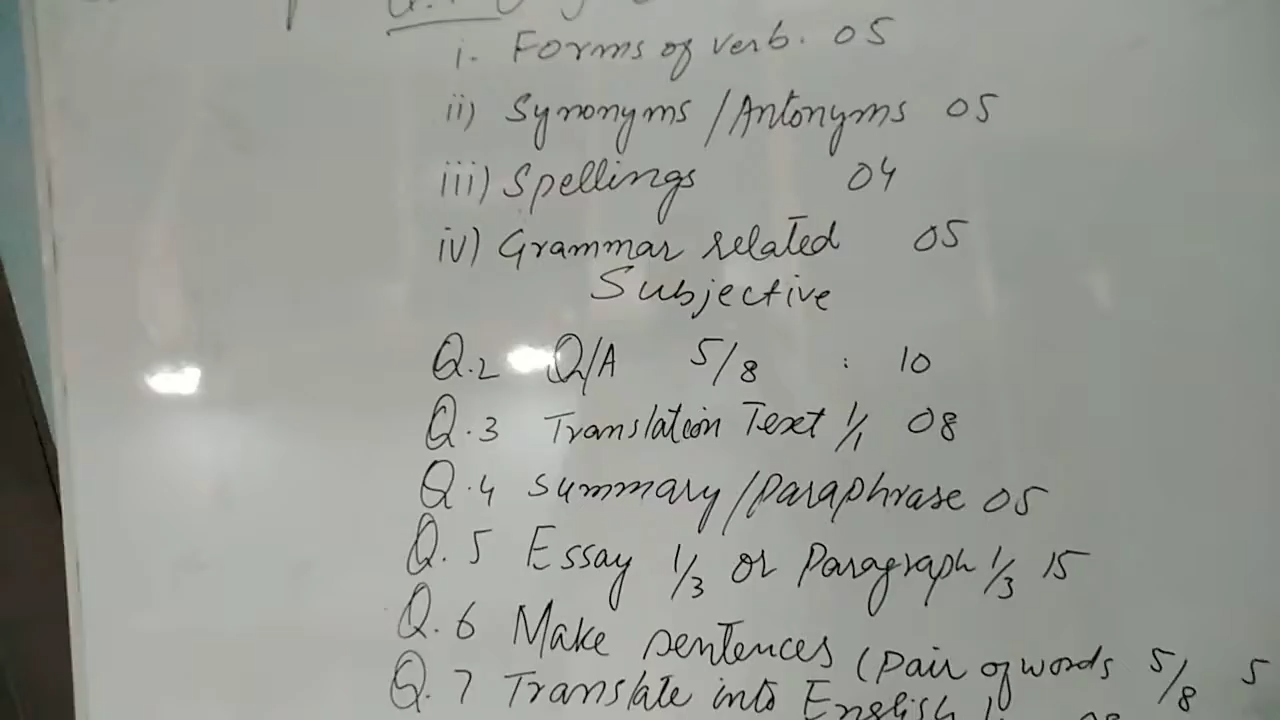 i. Forms of verb. 05
ii) Synonyms / Antonyms 05
iii) Spellings 04
iv) Grammar related 05
Subjective
Q.2 Q/A 5/8 : 10
Q.3 Translation Text 1/1 08
Q.4 Summary/Paraphrase 05
Q.5 Essay 1/3 or Paragraph 1/3 15
Q.6 Make sentences (Pair of words 5/8 5
Q.7 Translate into English